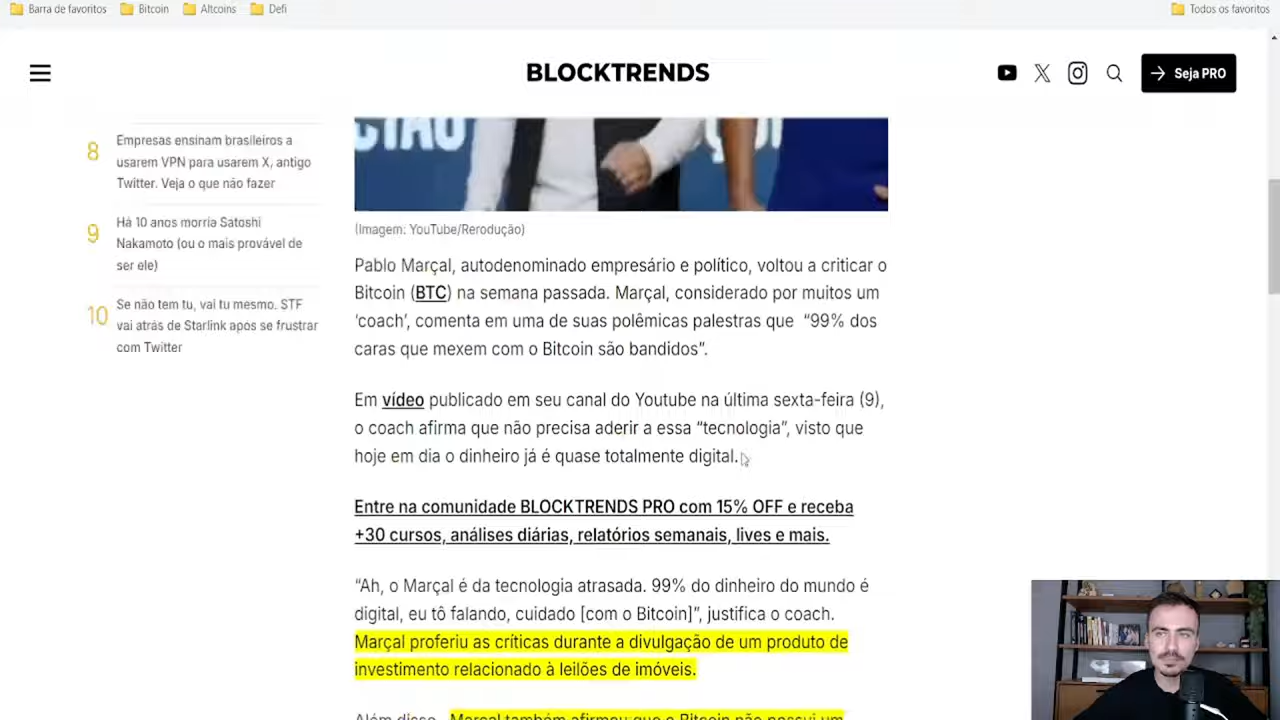 Barra de favoritos Bitcoin Altcoins Defi Todos os favoritos
BLOCKTRENDS
Seja PRO
8 Empresas ensinam brasileiros a
usarem VPN para usarem X, antigo
Twitter. Veja o que não fazer
9 Há 10 anos morria Satoshi
Nakamoto (ou o mais provável de
ser ele)
10 Se não tem tu, vai tu mesmo. STF
vai atrás de Starlink após se frustrar
com Twitter
(Imagem: YouTube/Rerodução)
Pablo Marçal, autodenominado empresário e político, voltou a criticar o
Bitcoin (BTC) na semana passada. Marçal, considerado por muitos um
‘coach’, comenta em uma de suas polêmicas palestras que “99% dos
caras que mexem com o Bitcoin são bandidos”.
Em vídeo publicado em seu canal do Youtube na última sexta-feira (9),
o coach afirma que não precisa aderir a essa “tecnologia”, visto que
hoje em dia o dinheiro já é quase totalmente digital.
Entre na comunidade BLOCKTRENDS PRO com 15% OFF e receba
+30 cursos, análises diárias, relatórios semanais, lives e mais.
“Ah, o Marçal é da tecnologia atrasada. 99% do dinheiro do mundo é
digital, eu tô falando, cuidado [com o Bitcoin]”, justifica o coach.
Marçal proferiu as críticas durante a divulgação de um produto de
investimento relacionado à leilões de imóveis.
Além disso, Marçal também afirmou que o Bitcoin não possui um